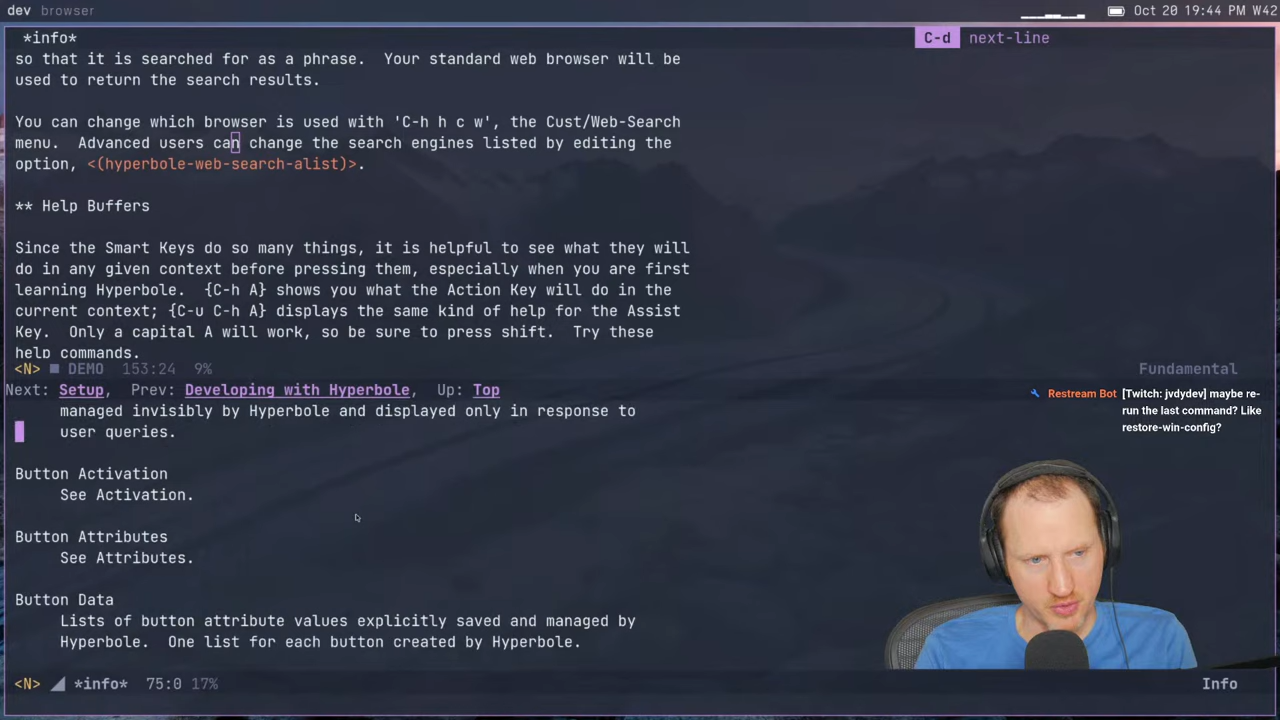 dev browser
Oct 20 19:44 PM W42
*info*
C-d next-line
so that it is searched for as a phrase. Your standard web browser will be
used to return the search results.
You can change which browser is used with 'C-h h c w', the Cust/Web-Search
menu. Advanced users can change the search engines listed by editing the
option, <(hyperbole-web-search-alist)>.
** Help Buffers
Since the Smart Keys do so many things, it is helpful to see what they will
do in any given context before pressing them, especially when you are first
learning Hyperbole. {C-h A} shows you what the Action Key will do in the
current context; {C-u C-h A} displays the same kind of help for the Assist
Key. Only a capital A will work, so be sure to press shift. Try these
help commands.
<N> DEMO 153:24 9% Fundamental
Next: Setup, Prev: Developing with Hyperbole, Up: Top
managed invisibly by Hyperbole and displayed only in response to
user queries.
Restream Bot [Twitch: jvdydev] maybe re-
run the last command? Like
restore-win-config?
Button Activation
See Activation.
Button Attributes
See Attributes.
Button Data
Lists of button attribute values explicitly saved and managed by
Hyperbole. One list for each button created by Hyperbole.
<N> *info* 75:0 17% Info